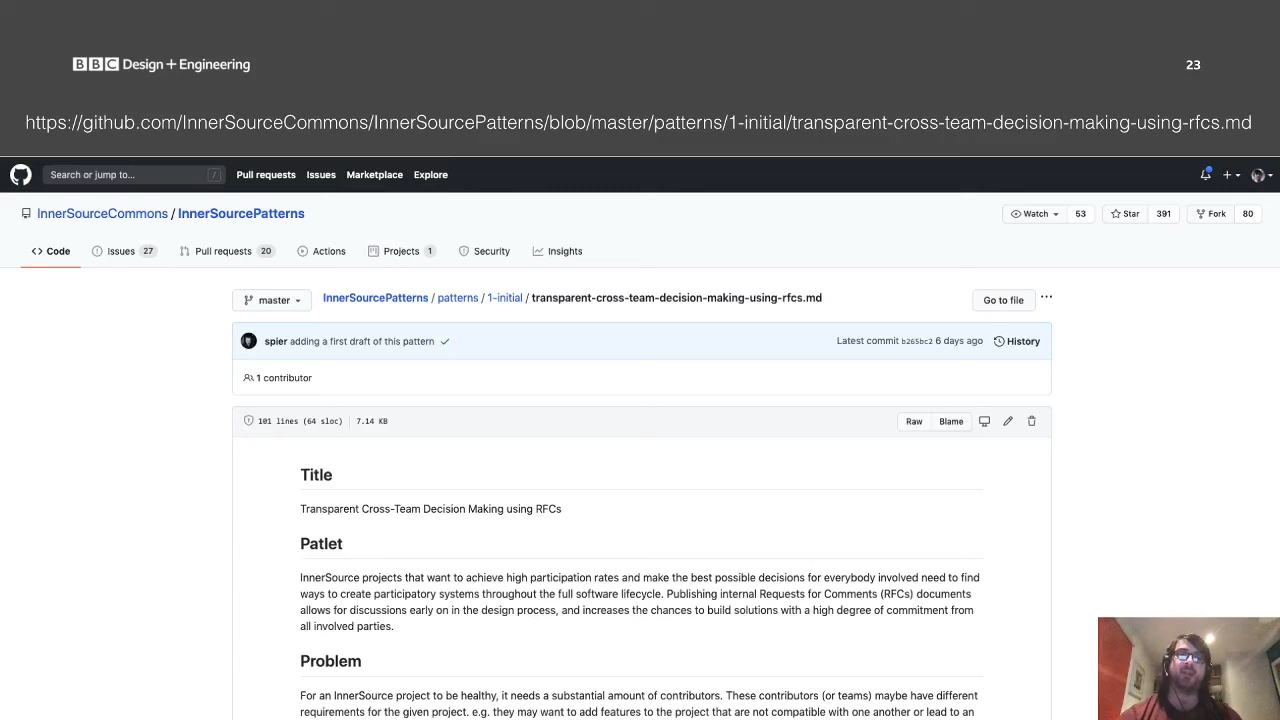 BBC Design + Engineering
23
https://github.com/InnerSourceCommons/InnerSourcePatterns/blob/master/patterns/1-initial/transparent-cross-team-decision-making-using-rfcs.md
Search or jump to... / Pull requests Issues Marketplace Explore
InnerSourceCommons / InnerSourcePatterns
Watch 53 Star 391 Fork 80
Code Issues 27 Pull requests 20 Actions Projects 1 Security Insights
master InnerSourcePatterns / patterns / 1-initial / transparent-cross-team-decision-making-using-rfcs.md Go to file ...
spier adding a first draft of this pattern Latest commit b265bc2 6 days ago History
1 contributor
101 lines (64 sloc) 7.14 KB Raw Blame
Title
Transparent Cross-Team Decision Making using RFCs
Patlet
InnerSource projects that want to achieve high participation rates and make the best possible decisions for everybody involved need to find
ways to create participatory systems throughout the full software lifecycle. Publishing internal Requests for Comments (RFCs) documents
allows for discussions early on in the design process, and increases the chances to build solutions with a high degree of commitment from
all involved parties.
Problem
For an InnerSource project to be healthy, it needs a substantial amount of contributors. These contributors (or teams) maybe have different
requirements for the given project. e.g. they may want to add features to the project that are not compatible with one another or lead to an